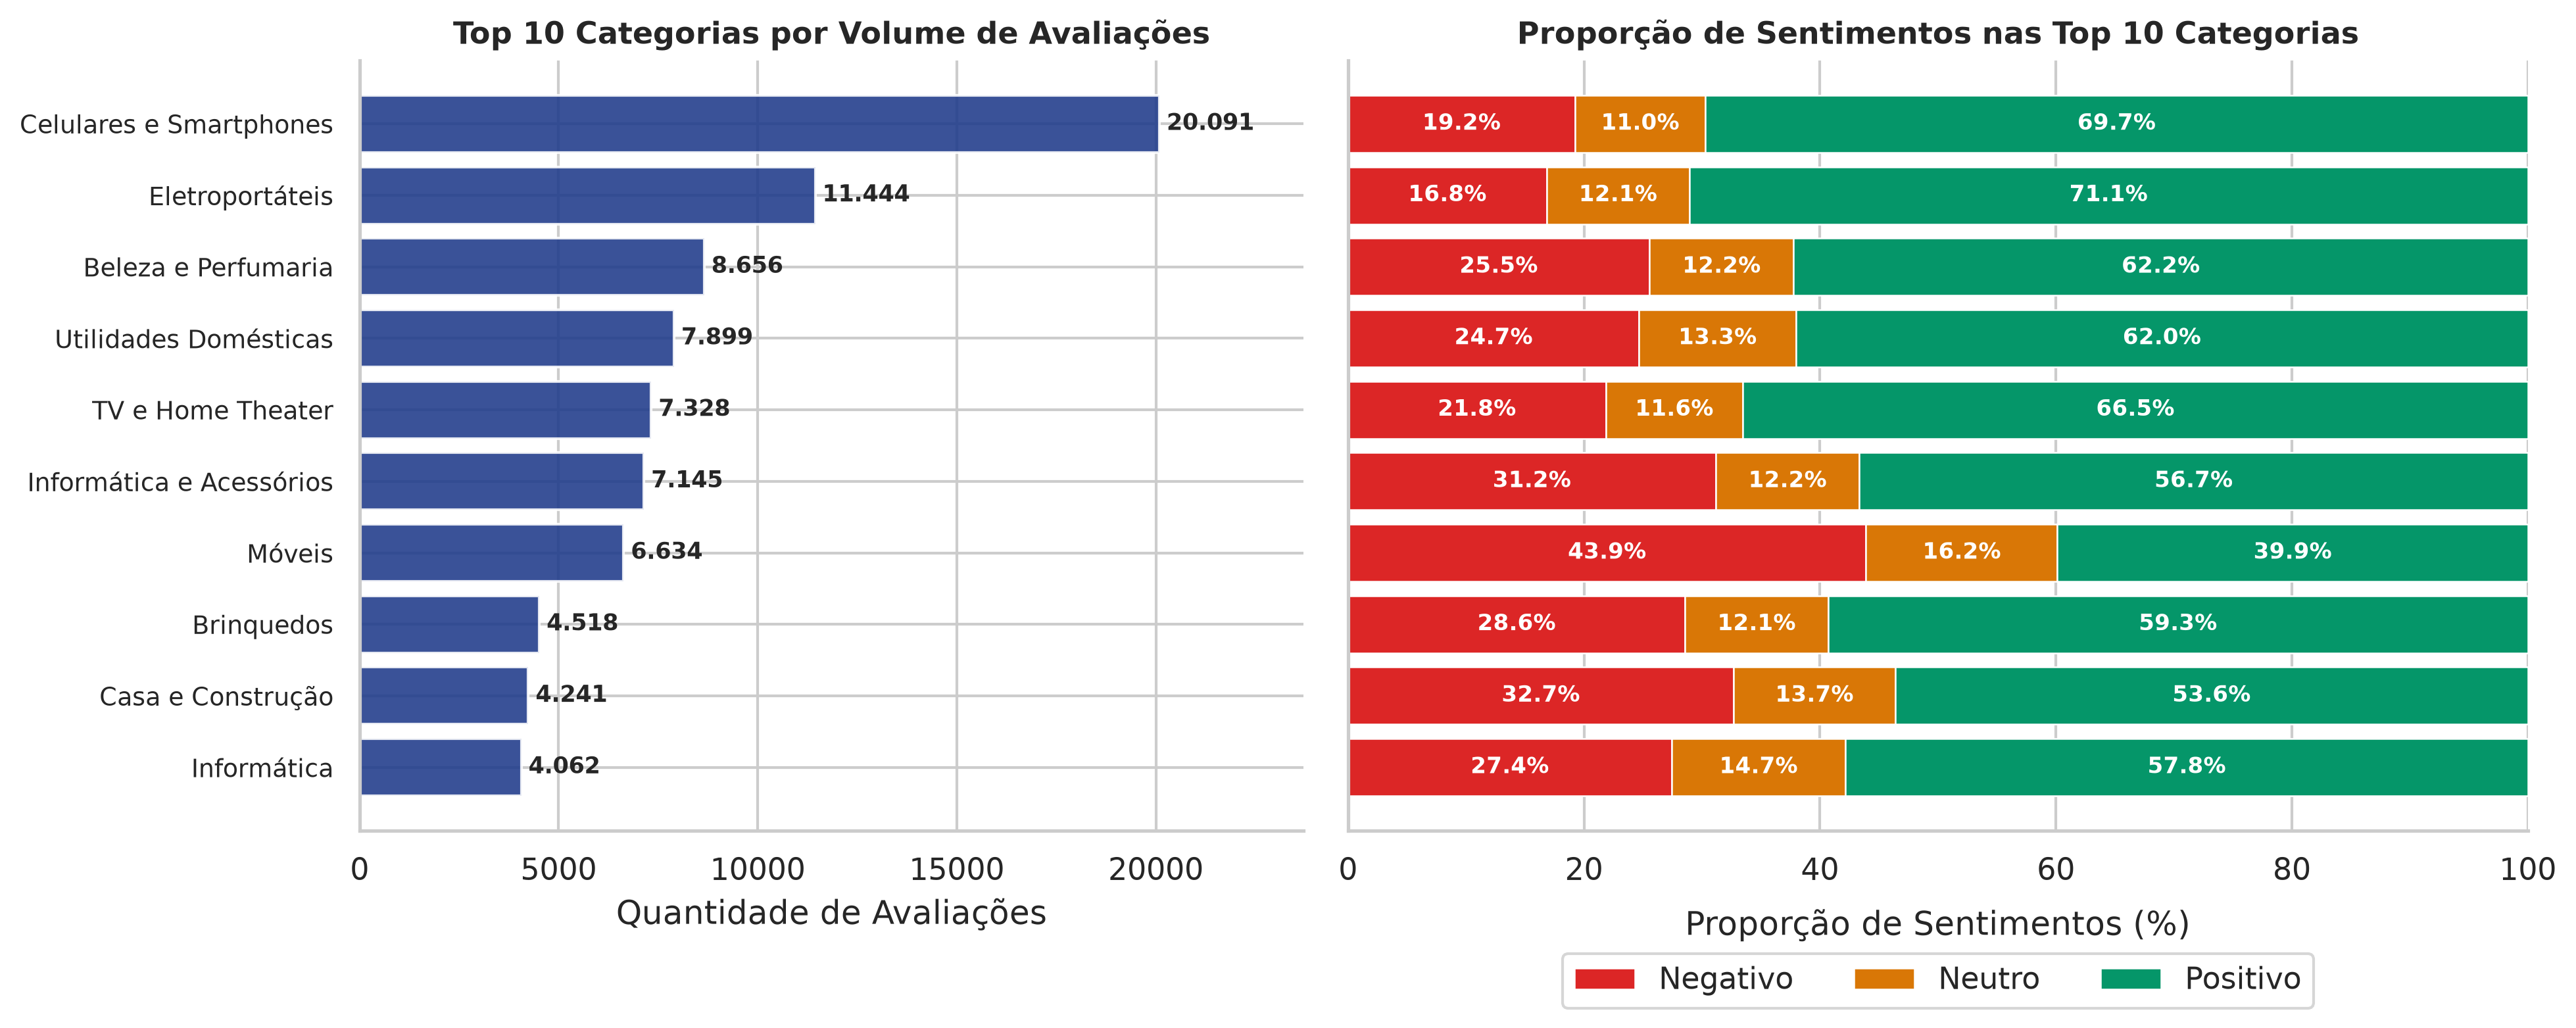 Top 10 Categorias por Volume de Avaliações
Celulares e Smartphones 20.091
Eletroportáteis 11.444
Beleza e Perfumaria 8.656
Utilidades Domésticas 7.899
TV e Home Theater 7.328
Informática e Acessórios 7.145
Móveis 6.634
Brinquedos 4.518
Casa e Construção 4.241
Informática 4.062
0 5000 10000 15000 20000
Quantidade de Avaliações
Proporção de Sentimentos nas Top 10 Categorias
19.2% 11.0% 69.7%
16.8% 12.1% 71.1%
25.5% 12.2% 62.2%
24.7% 13.3% 62.0%
21.8% 11.6% 66.5%
31.2% 12.2% 56.7%
43.9% 16.2% 39.9%
28.6% 12.1% 59.3%
32.7% 13.7% 53.6%
27.4% 14.7% 57.8%
0 20 40 60 80 100
Proporção de Sentimentos (%)
Negativo Neutro Positivo